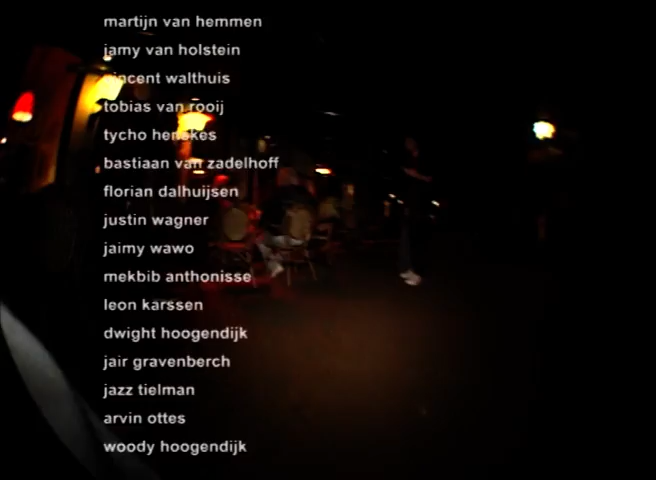 martijn van hemmen
jamy van holstein
vincent walthuis
tobias van rooij
tycho henskes
bastiaan van zadelhoff
florian dalhuijsen
justin wagner
jaimy wawo
mekbib anthonisse
leon karssen
dwight hoogendijk
jair gravenberch
jazz tielman
arvin ottes
woody hoogendijk